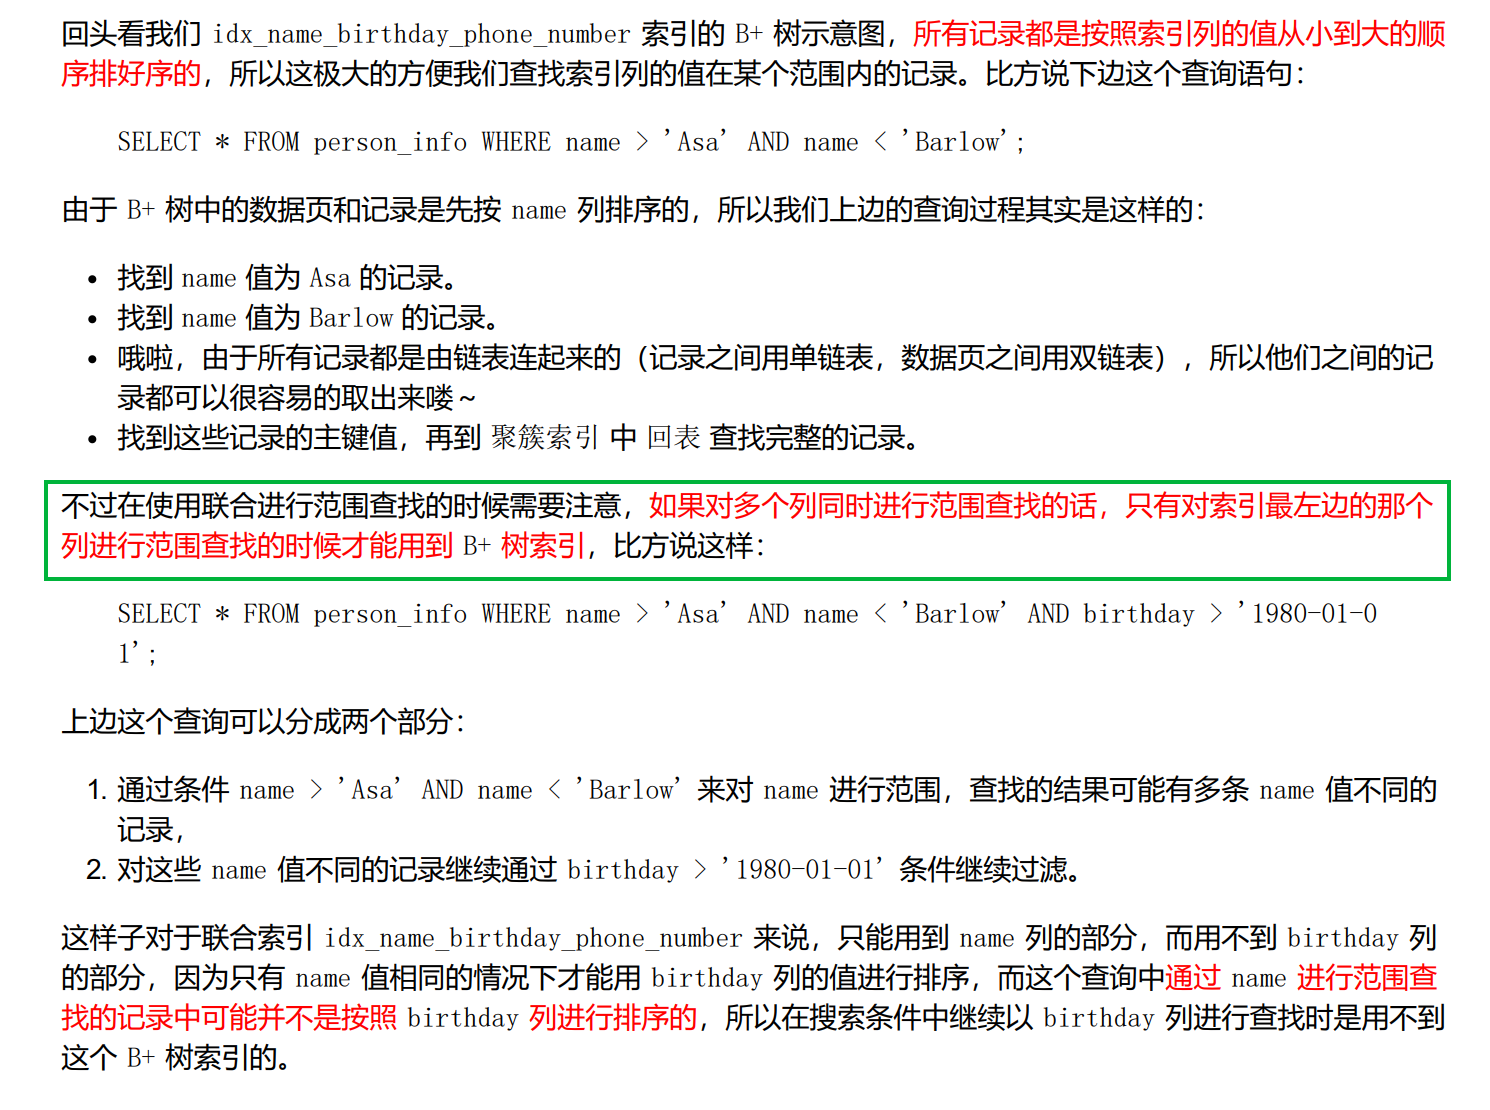 回头看我们 idx_name_birthday_phone_number 索引的 B+ 树示意图，所有记录都是按照索引列的值从小到大的顺
序排好序的，所以这极大的方便我们查找索引列的值在某个范围内的记录。比方说下边这个查询语句：
SELECT * FROM person_info WHERE name > 'Asa' AND name < 'Barlow';
由于 B+ 树中的数据页和记录是先按 name 列排序的，所以我们上边的查询过程其实是这样的：
• 找到 name 值为 Asa 的记录。
• 找到 name 值为 Barlow 的记录。
• 哦啦，由于所有记录都是由链表连起来的（记录之间用单链表，数据页之间用双链表），所以他们之间的记
录都可以很容易的取出来喽～
• 找到这些记录的主键值，再到 聚簇索引 中 回表 查找完整的记录。
不过在使用联合进行范围查找的时候需要注意，如果对多个列同时进行范围查找的话，只有对索引最左边的那个
列进行范围查找的时候才能用到 B+ 树索引，比方说这样：
SELECT * FROM person_info WHERE name > 'Asa' AND name < 'Barlow' AND birthday > '1980-01-0
1';
上边这个查询可以分成两个部分：
1. 通过条件 name > 'Asa' AND name < 'Barlow' 来对 name 进行范围，查找的结果可能有多条 name 值不同的
记录，
2. 对这些 name 值不同的记录继续通过 birthday > '1980-01-01' 条件继续过滤。
这样子对于联合索引 idx_name_birthday_phone_number 来说，只能用到 name 列的部分，而用不到 birthday 列
的部分，因为只有 name 值相同的情况下才能用 birthday 列的值进行排序，而这个查询中通过 name 进行范围查
找的记录中可能并不是按照 birthday 列进行排序的，所以在搜索条件中继续以 birthday 列进行查找时是用不到
这个 B+ 树索引的。